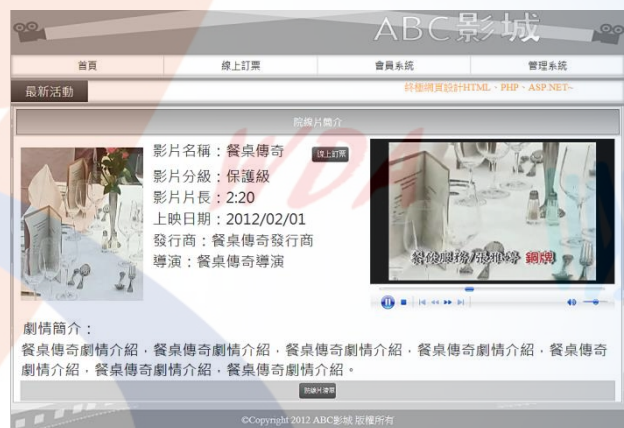 ABC影城
首頁 線上訂票 會員系統 管理系統
最新活動 終極網頁設計HTML、PHP、ASP.NET~
院線片簡介
影片名稱：餐桌傳奇 線上訂票
影片分級：保護級
影片片長：2:20
上映日期：2012/02/01
發行商：餐桌傳奇發行商
導演：餐桌傳奇導演
劇情簡介：
餐桌傳奇劇情介紹，餐桌傳奇劇情介紹，餐桌傳奇劇情介紹，餐桌傳奇劇情介紹，餐桌傳奇
劇情介紹，餐桌傳奇劇情介紹，餐桌傳奇劇情介紹。
院線片清單
©Copyright 2012 ABC影城 版權所有